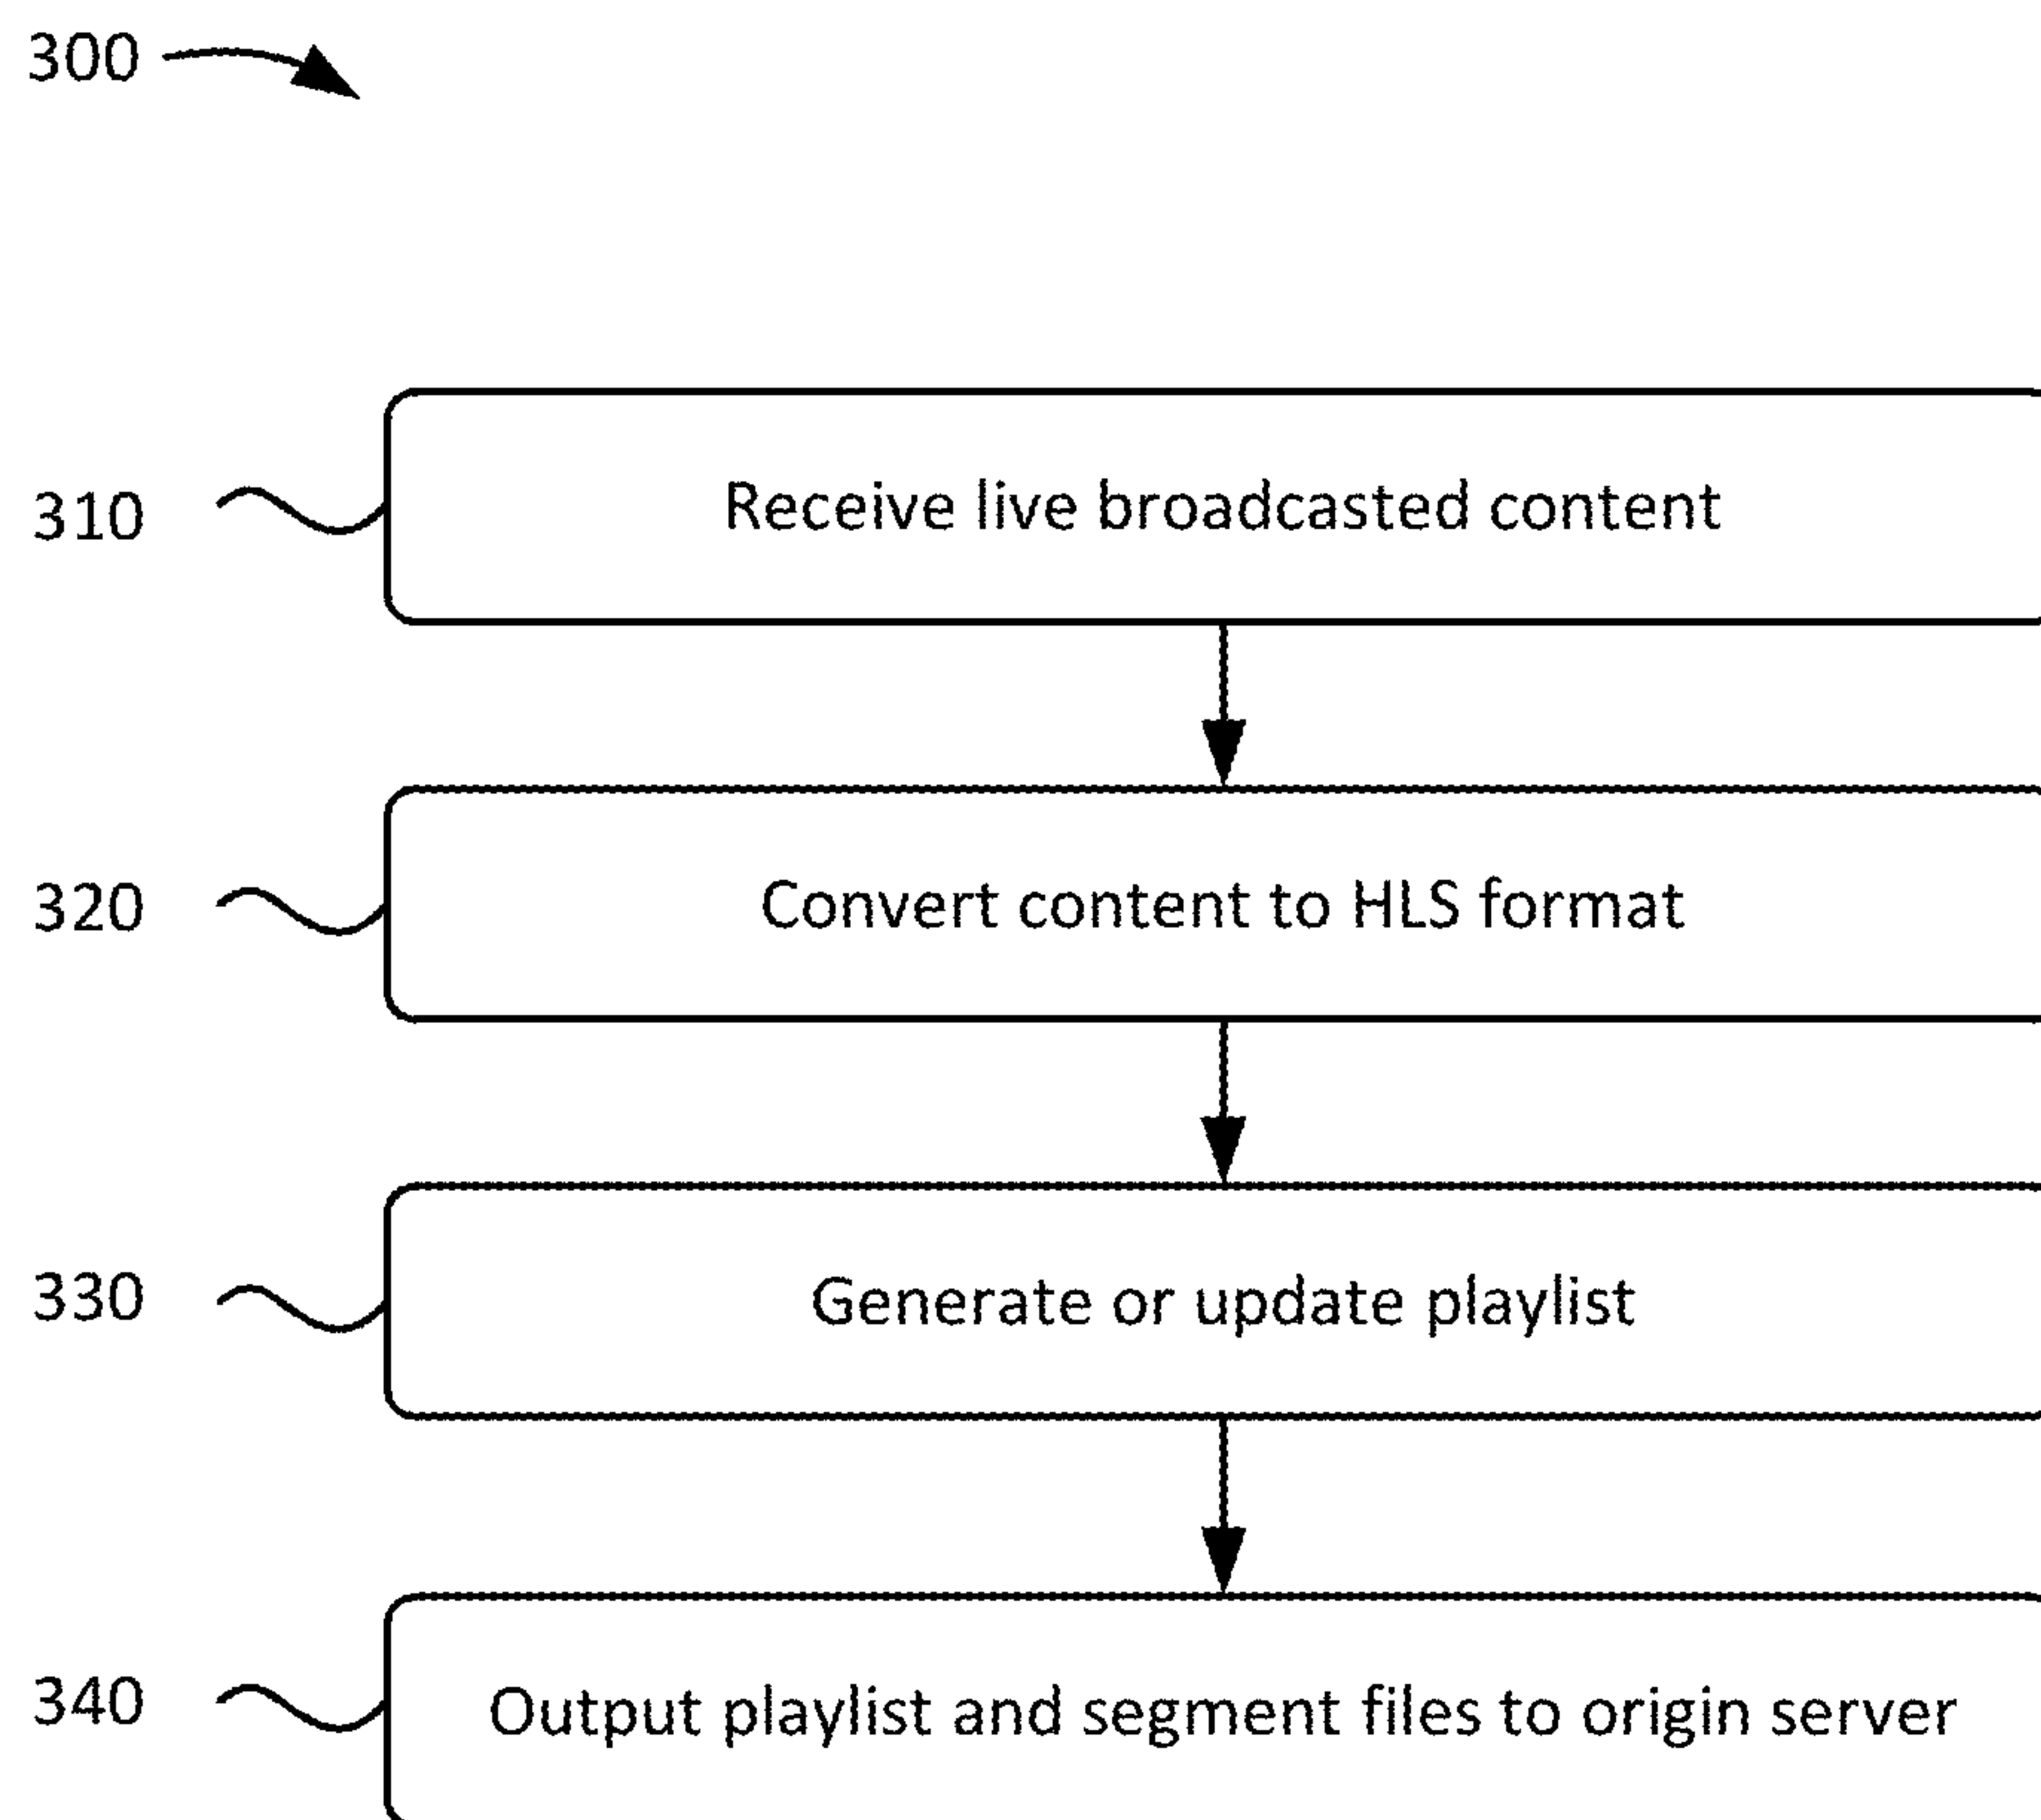 300
310
Receive live broadcasted content
320
Convert content to HLS format
330
Generate or update playlist
340
Output playlist and segment files to origin server